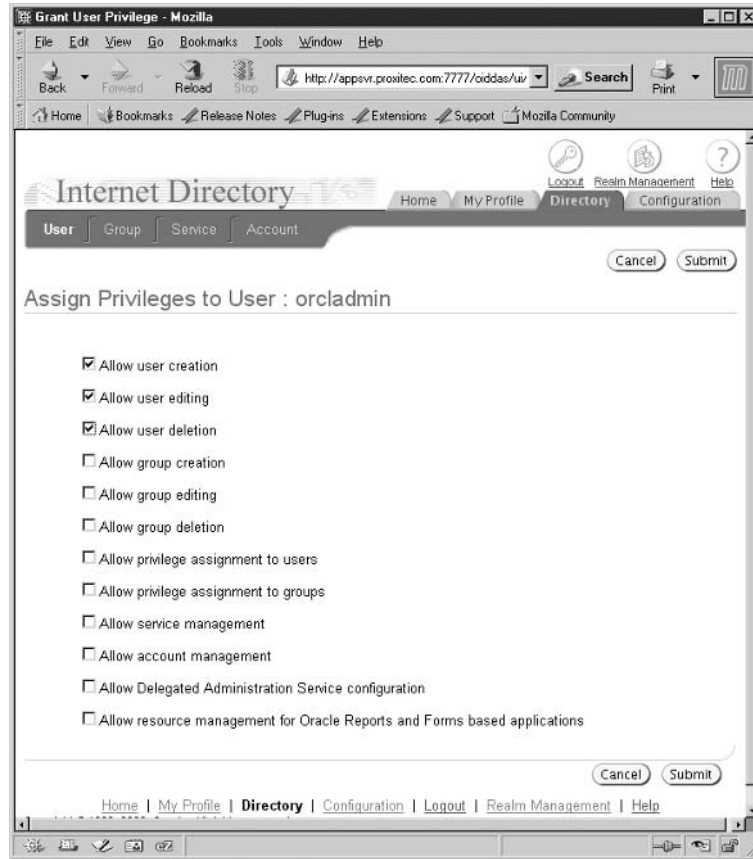 Grant User Privilege - Mozilla
File Edit View Go Bookmarks Tools Window Help
Back Forward Reload Stop http://appsvr.proxitec.com:7777/oiddas/ui/ Search Print
Home Bookmarks Release Notes Plug-ins Extensions Support Mozilla Community
Logout Realm Management Help
Internet Directory
Home My Profile Directory Configuration
User Group Service Account
Cancel Submit
Assign Privileges to User : orcladmin
Allow user creation
Allow user editing
Allow user deletion
Allow group creation
Allow group editing
Allow group deletion
Allow privilege assignment to users
Allow privilege assignment to groups
Allow service management
Allow account management
Allow Delegated Administration Service configuration
Allow resource management for Oracle Reports and Forms based applications
Cancel Submit
Home | My Profile | Directory | Configuration | Logout | Realm Management | Help